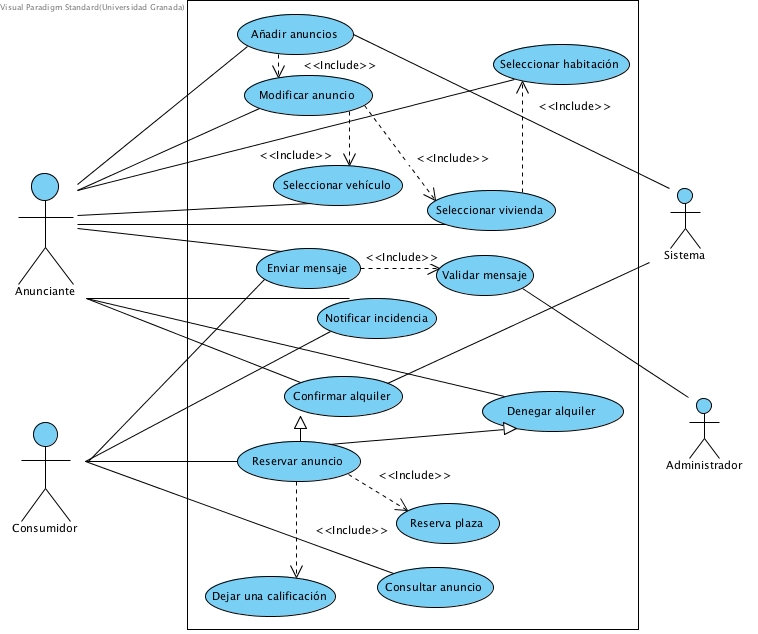 Visual Paradigm Standard(Universidad Granada)
Añadir anuncios
<<Include>>
Seleccionar habitación
Modificar anuncio
<<Include>>
<<Include>>
<<Include>>
Seleccionar vehículo
Seleccionar vivienda
Sistema
Anunciante
Enviar mensaje
<<Include>>
Validar mensaje
Notificar incidencia
Confirmar alquiler
Denegar alquiler
Reservar anuncio
Administrador
<<Include>>
Reserva plaza
Consumidor
<<Include>>
Consultar anuncio
Dejar una calificación